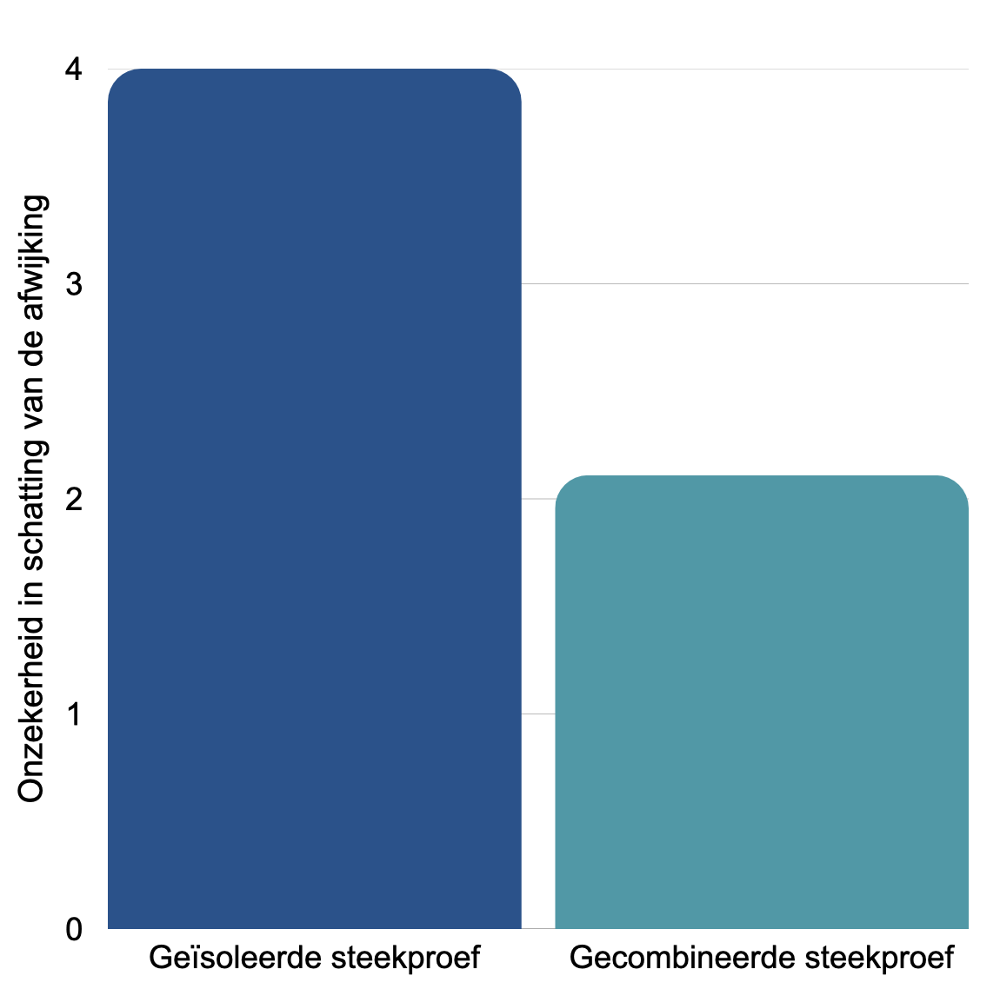 Onzekerheid in schatting van de afwijking
4
3
2
1
0
Geïsoleerde steekproef
Gecombineerde steekproef